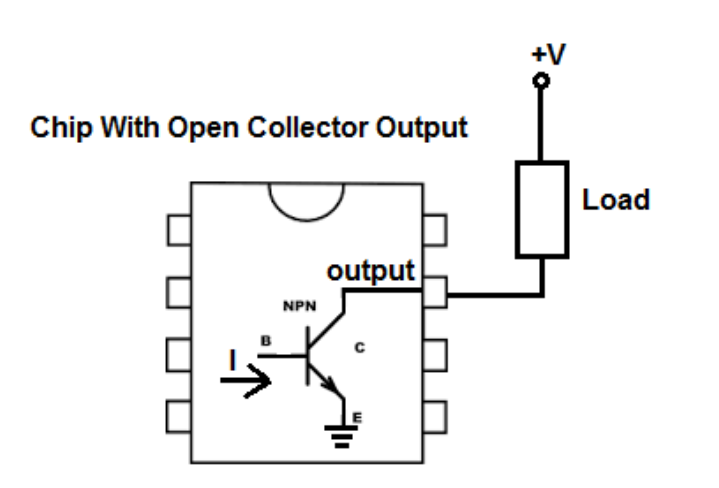 +V
Chip With Open Collector Output
Load
output
NPN
B
C
I
E